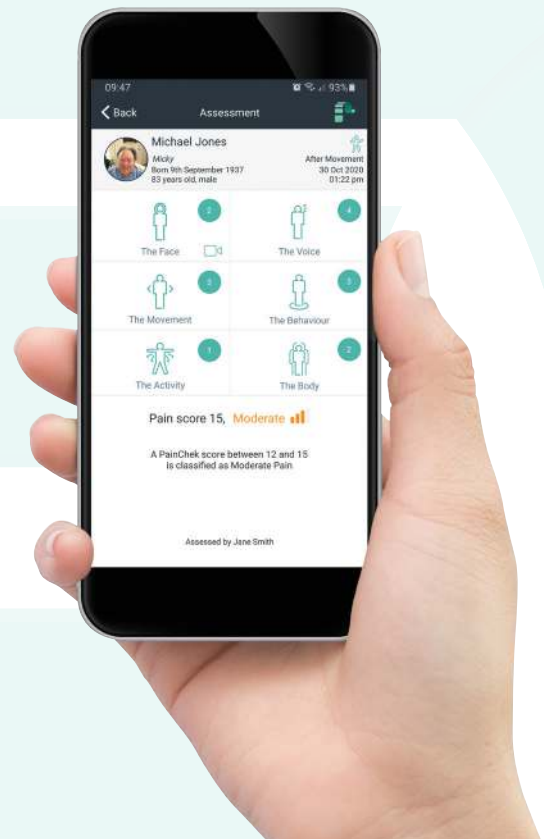 09:47
93%
Back
Assessment
Michael Jones
Micky
Born 9th September 1937
83 years old, male
After Movement
30 Oct 2020
01:22 pm
2
The Face
4
The Voice
3
The Movement
3
The Behaviour
1
The Activity
2
The Body
Pain score 15, Moderate
A PainChek score between 12 and 15
is classified as Moderate Pain
Assessed by Jane Smith